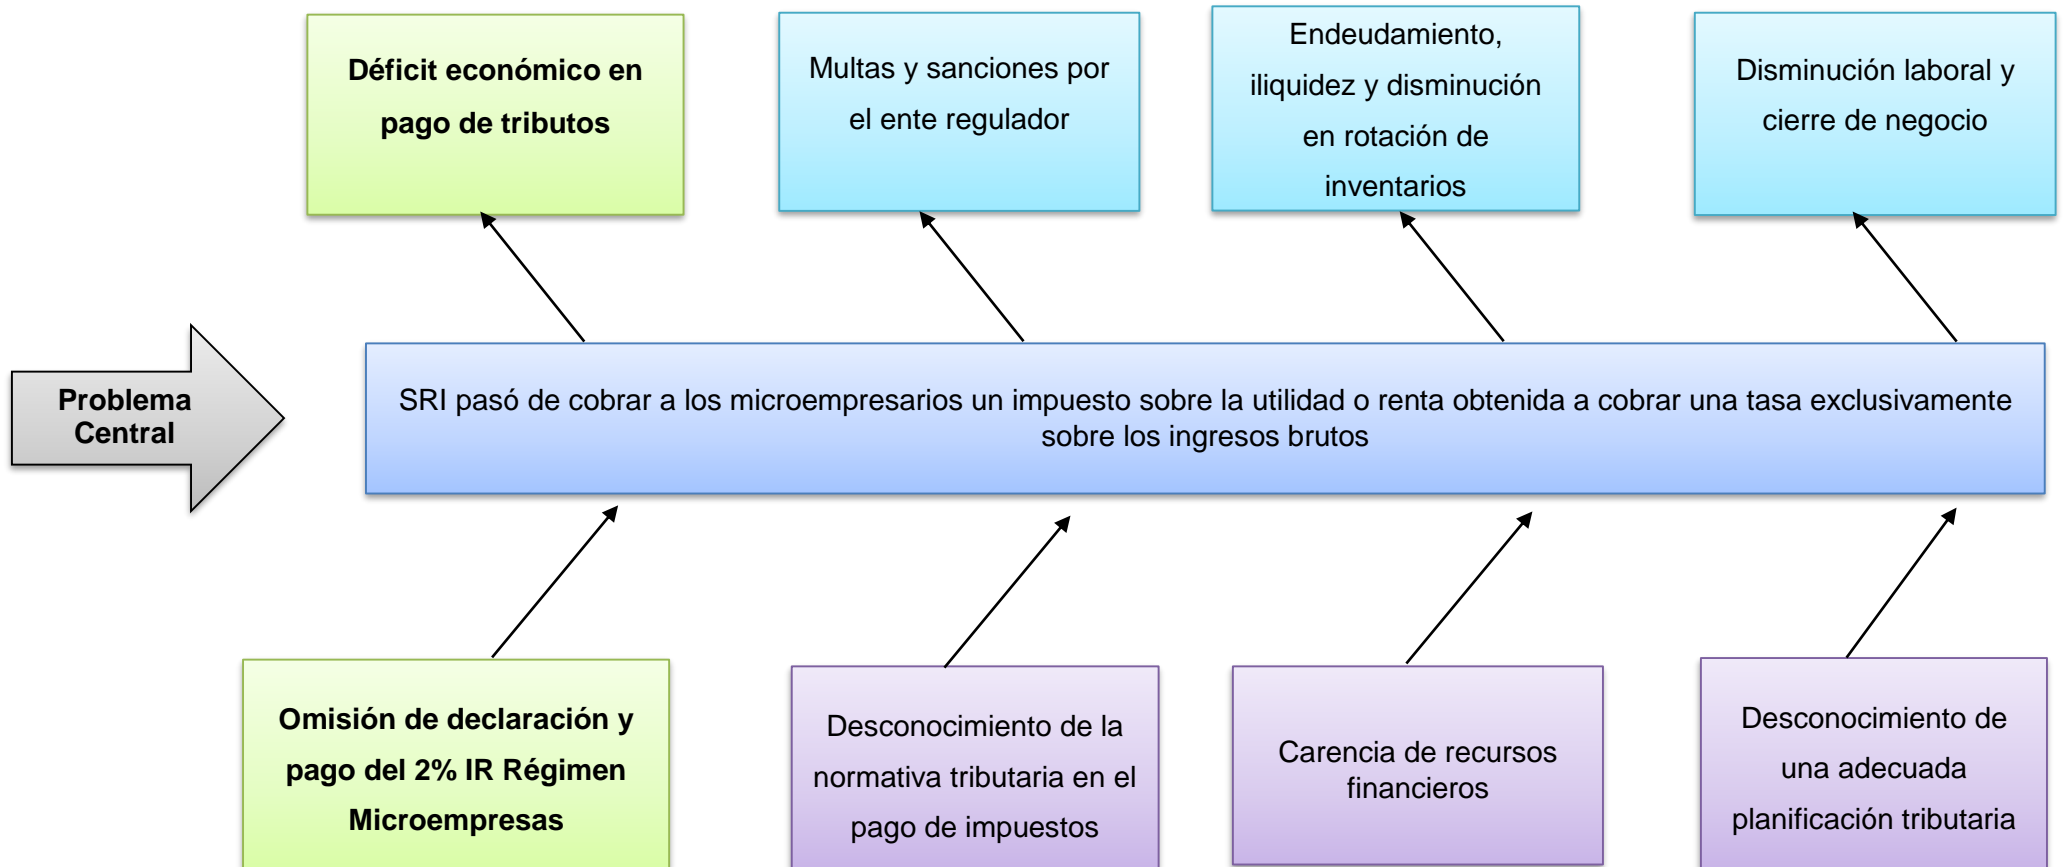 Déficit económico en
pago de tributos
Multas y sanciones por
el ente regulador
Endeudamiento,
iliquidez y disminución
en rotación de
inventarios
Disminución laboral y
cierre de negocio
Problema
Central
SRI pasó de cobrar a los microempresarios un impuesto sobre la utilidad o renta obtenida a cobrar una tasa exclusivamente
sobre los ingresos brutos
Omisión de declaración y
pago del 2% IR Régimen
Microempresas
Desconocimiento de la
normativa tributaria en el
pago de impuestos
Carencia de recursos
financieros
Desconocimiento de
una adecuada
planificación tributaria